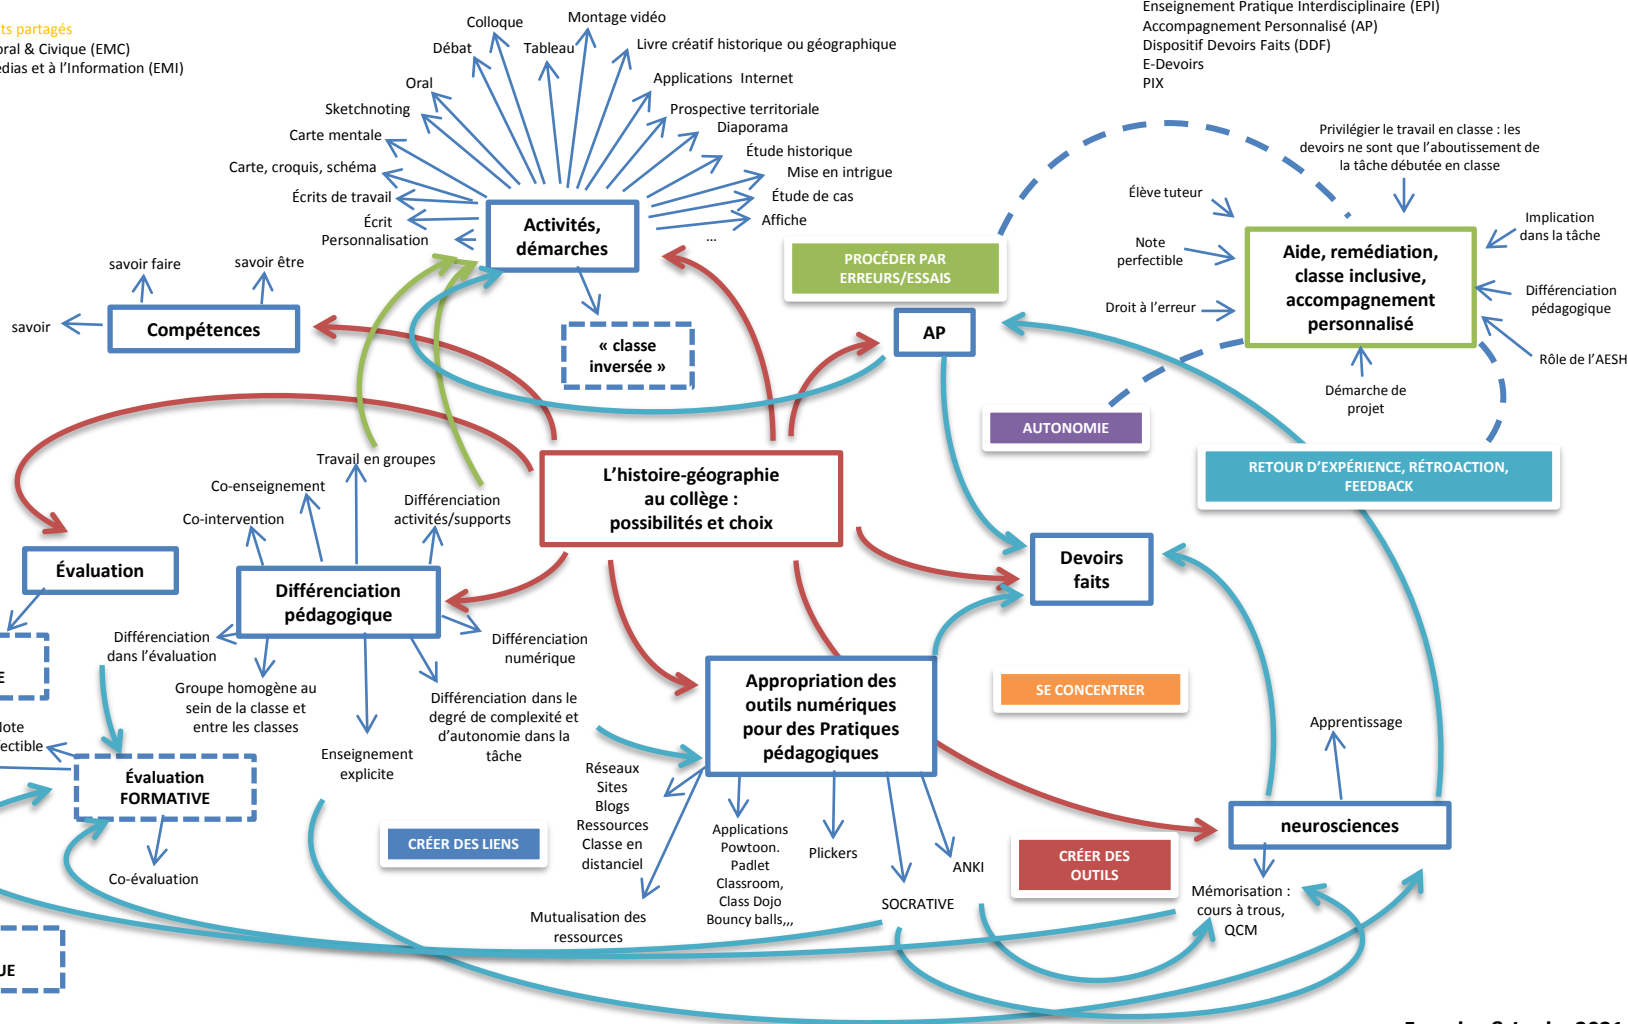 ts partagés
oral & Civique (EMC)
édias et à l'Information (EMI)
Enseignement Pratique Interdisciplinaire (EPI)
Accompagnement Personnalisé (AP)
Dispositif Devoirs Faits (DDF)
E-Devoirs
PIX
Colloque
Montage vidéo
Débat
Tableau
Livre créatif historique ou géographique
Oral
Applications Internet
Sketchnoting
Prospective territoriale
Carte mentale
Diaporama
Carte, croquis, schéma
Étude historique
Mise en intrigue
Écrits de travail
Étude de cas
Écrit
Affiche
Personnalisation
...
Activités,
démarches
« classe
inversée »
savoir faire
savoir être
savoir
Compétences
PROCÉDER PAR
ERREURS/ESSAIS
AP
Privilégier le travail en classe : les
devoirs ne sont que l'aboutissement de
la tâche débutée en classe
Élève tuteur
Note
perfectible
Droit à l'erreur
Implication
dans la tâche
Différenciation
pédagogique
Rôle de l'AESH
Démarche de
projet
Aide, remédiation,
classe inclusive,
accompagnement
personnalisé
AUTONOMIE
RETOUR D'EXPÉRIENCE, RÉTROACTION,
FEEDBACK
L'histoire-géographie
au collège :
possibilités et choix
Travail en groupes
Co-enseignement
Co-intervention
Différenciation
activités/supports
Évaluation
Différenciation
pédagogique
Devoirs
faits
Différenciation
dans l'évaluation
Différenciation
numérique
Groupe homogène au
sein de la classe et
entre les classes
Différenciation dans le
degré de complexité et
d'autonomie dans la
tâche
Enseignement
explicite
E
Note
fectible
Évaluation
FORMATIVE
Co-évaluation
UE
CRÉER DES LIENS
Appropriation des
outils numériques
pour des Pratiques
pédagogiques
Réseaux
Sites
Blogs
Ressources
Classe en
distanciel
Mutualisation des
ressources
Applications
Powtoon.
Padlet
Classroom,
Class Dojo
Bouncy balls,,,
Plickers
SOCRATIVE
ANKI
SE CONCENTRER
CRÉER DES
OUTILS
Apprentissage
neurosciences
Mémorisation :
cours à trous,
QCM